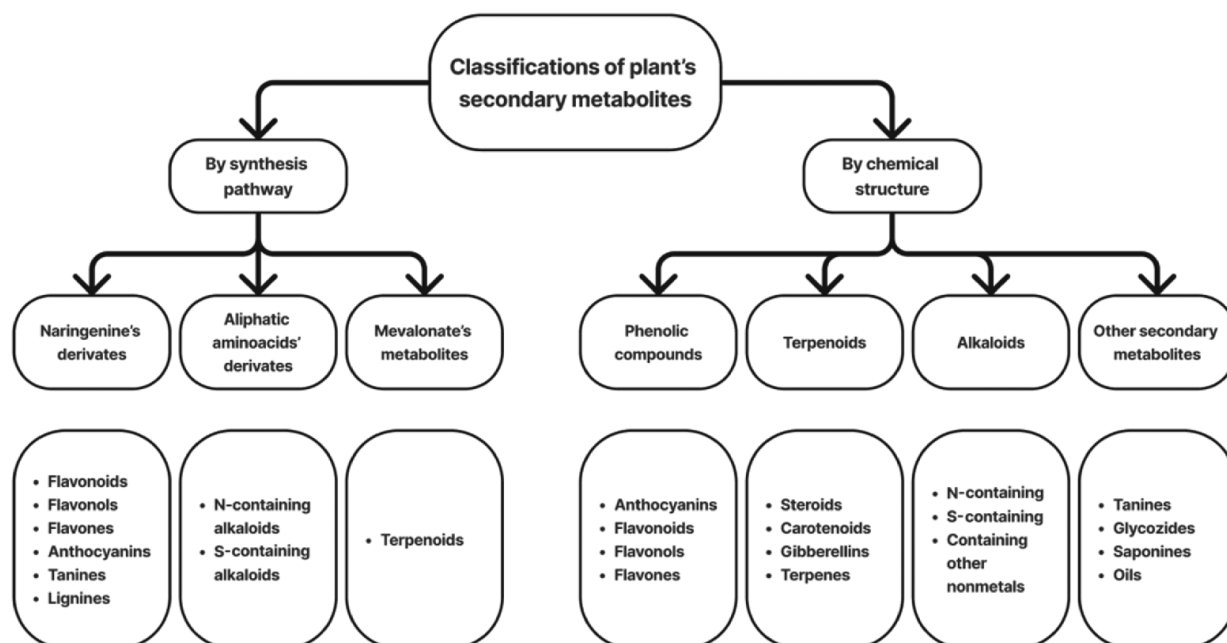 Classifications of plant's
secondary metabolites
By synthesis
pathway
By chemical
structure
Naringenine's
derivates
Aliphatic
aminoacids'
derivates
Mevalonate's
metabolites
Phenolic
compounds
Terpenoids
Alkaloids
Other secondary
metabolites
• Flavonoids
• Flavonols
• Flavones
• Anthocyanins
• Tanines
• Lignines
• N-containing
alkaloids
• S-containing
alkaloids
• Terpenoids
• Anthocyanins
• Flavonoids
• Flavonols
• Flavones
• Steroids
• Carotenoids
• Gibberellins
• Terpenes
• N-containing
• S-containing
• Containing
other
nonmetals
• Tanines
• Glycozides
• Saponines
• Oils